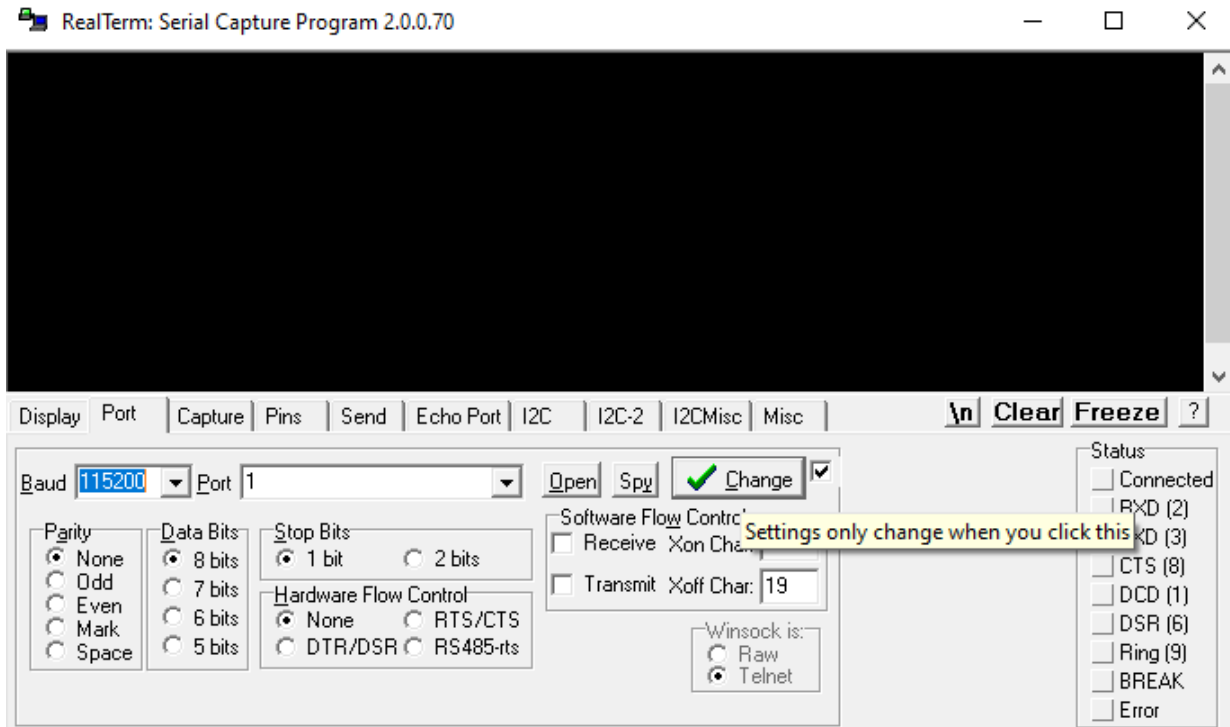 RealTerm: Serial Capture Program 2.0.0.70
Display Port Capture Pins Send Echo Port I2C I2C-2 I2CMisc Misc \n Clear Freeze ?
Baud 115200 Port 1 Open Spy Change
Settings only change when you click this
Parity
None
Odd
Even
Mark
Space
Data Bits
8 bits
7 bits
6 bits
5 bits
Stop Bits
1 bit 2 bits
Hardware Flow Control
None RTS/CTS
DTR/DSR RS485-rts
Software Flow Control
Receive Xon Char:
Transmit Xoff Char: 19
Winsock is:
Raw
Telnet
Status
Connected
RXD (2)
XD (3)
CTS (8)
DCD (1)
DSR (6)
Ring (9)
BREAK
Error